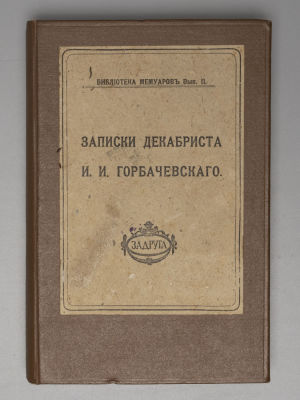 БИБЛІОТЕКА МЕМУАРОВЪ Вып. II.
ЗАПИСКИ ДЕКАБРИСТА
И. И. ГОРБАЧЕВСКАГО.
ЗАДРУГА